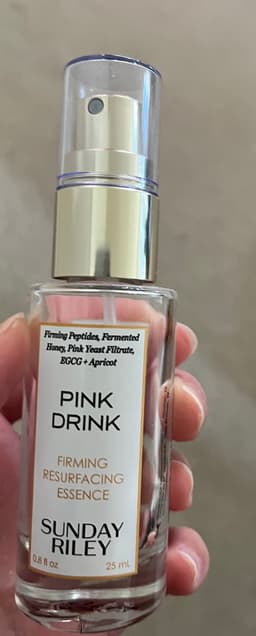 Firming Peptides, Fermented
Honey, Pink Yeast Filtrate,
EGCG + Apricot
PINK
DRINK
FIRMING
RESURFACING
ESSENCE
SUNDAY
RILEY
0.8 fl oz 25 mL